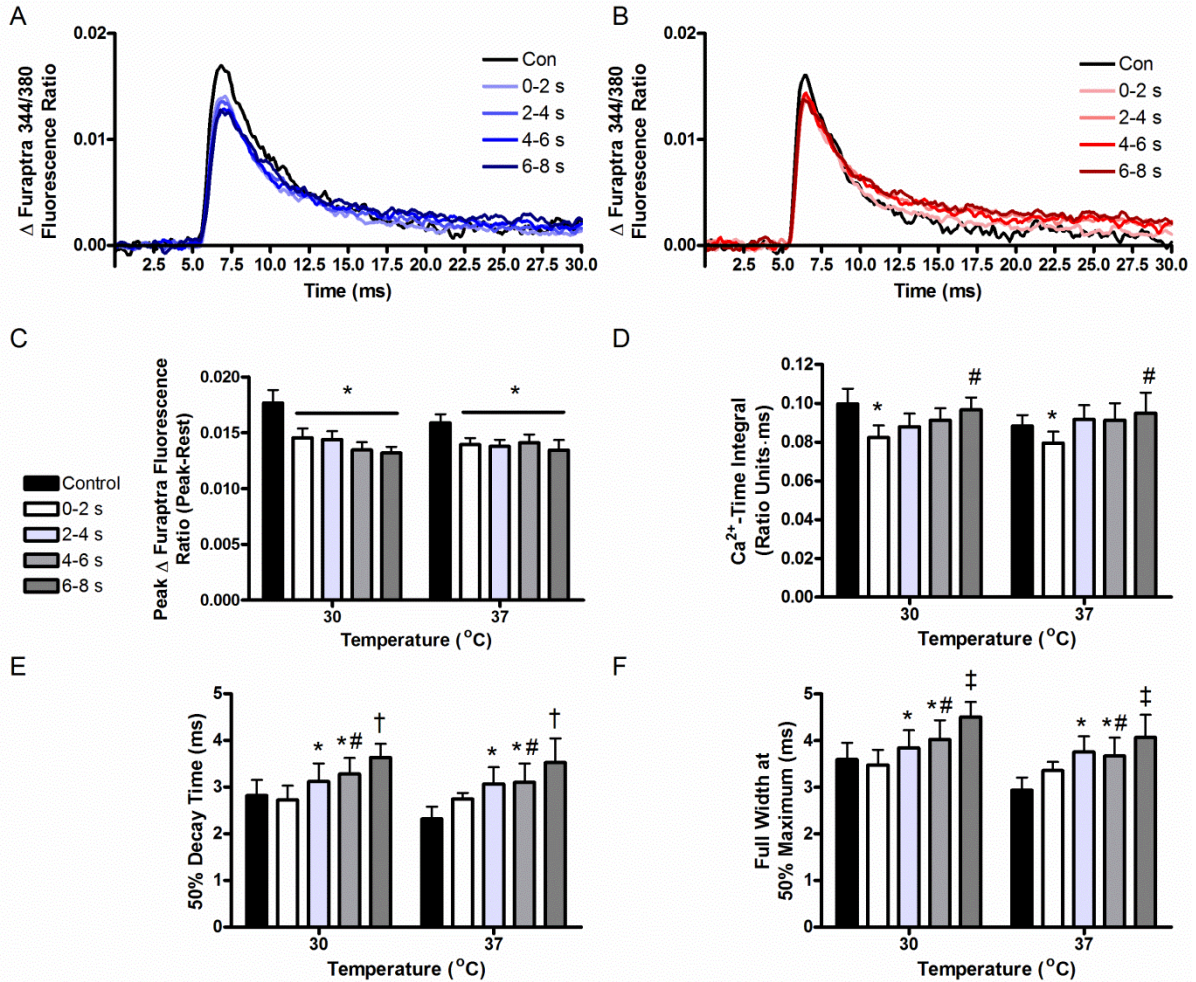 A
Δ Furaptra 344/380
Fluorescence Ratio
0.02
0.01
0.00
2.5 5.0 7.5 10.0 12.5 15.0 17.5 20.0 22.5 25.0 27.5 30.0
Time (ms)
Con
0-2 s
2-4 s
4-6 s
6-8 s
B
Δ Furaptra 344/380
Fluorescence Ratio
0.02
0.01
0.00
2.5 5.0 7.5 10.0 12.5 15.0 17.5 20.0 22.5 25.0 27.5 30.0
Time (ms)
Con
0-2 s
2-4 s
4-6 s
6-8 s
C
Peak Δ Furaptra Fluorescence
Ratio (Peak-Rest)
0.020
0.015
0.010
0.005
0.000
* *
30 37
Temperature (°C)
Control
0-2 s
2-4 s
4-6 s
6-8 s
D
Ca²⁺-Time Integral
(Ratio Units·ms)
0.12
0.10
0.08
0.06
0.04
0.02
0.00
* # * #
30 37
Temperature (°C)
E
50% Decay Time (ms)
5
4
3
2
1
0
* *# † * *# †
30 37
Temperature (°C)
F
Full Width at
50% Maximum (ms)
5
4
3
2
1
0
* *# ‡ * *# ‡
30 37
Temperature (°C)